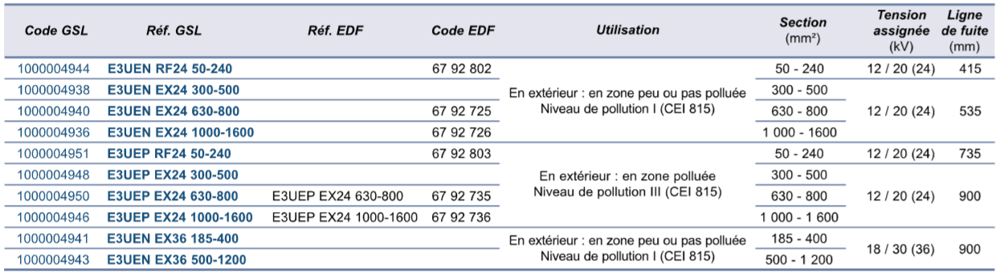 Code GSL Réf. GSL Réf. EDF Code EDF Utilisation Section (mm²) Tension assignée (kV) Ligne de fuite (mm)
1000004944 E3UEN RF24 50-240 67 92 802 50 - 240 12 / 20 (24) 415
1000004938 E3UEN EX24 300-500 300 - 500
En extérieur : en zone peu ou pas polluée
1000004940 E3UEN EX24 630-800 67 92 725 630 - 800 12 / 20 (24) 535
Niveau de pollution I (CEI 815)
1000004936 E3UEN EX24 1000-1600 67 92 726 1 000 - 1600
1000004951 E3UEP RF24 50-240 67 92 803 50 - 240 12 / 20 (24) 735
1000004948 E3UEP EX24 300-500 300 - 500
En extérieur : en zone polluée
Niveau de pollution III (CEI 815)
1000004950 E3UEP EX24 630-800 E3UEP EX24 630-800 67 92 735 630 - 800 12 / 20 (24) 900
1000004946 E3UEP EX24 1000-1600 E3UEP EX24 1000-1600 67 92 736 1 000 - 1 600
1000004941 E3UEN EX36 185-400 En extérieur : en zone peu ou pas polluée 185 - 400 18 / 30 (36) 900
1000004943 E3UEN EX36 500-1200 Niveau de pollution I (CEI 815) 500 - 1 200